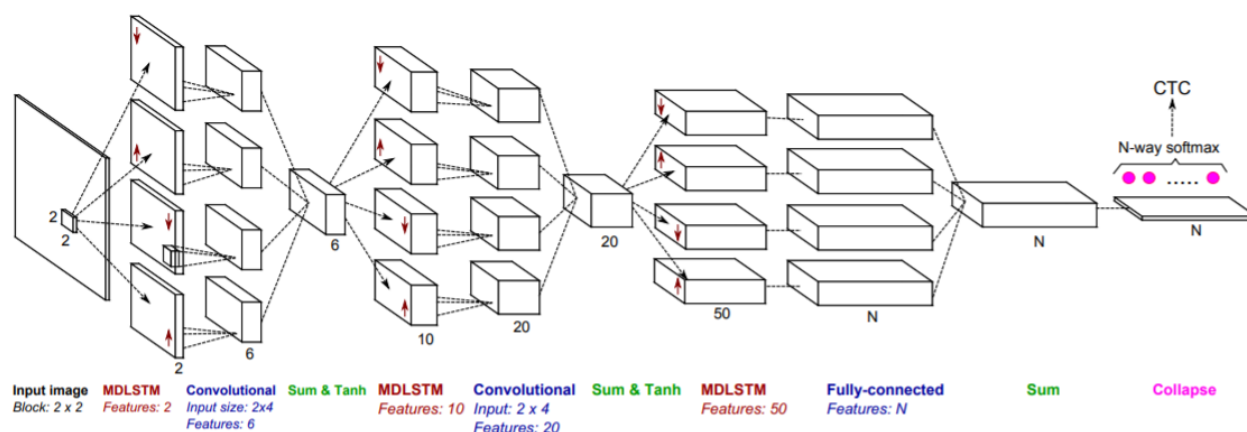 CTC
N-way softmax
.....
2
2
6
20
N
N
10
20
50
N
2
6
Input image
Block: 2 x 2
MDLSTM
Features: 2
Convolutional
Input size: 2x4
Features: 6
Sum & Tanh
MDLSTM
Features: 10
Convolutional
Input: 2 x 4
Features: 20
Sum & Tanh
MDLSTM
Features: 50
Fully-connected
Features: N
Sum
Collapse